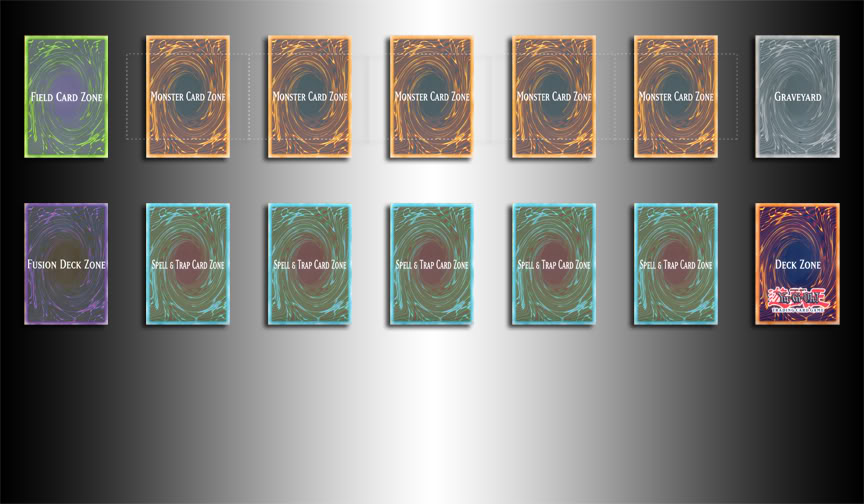 Field Card Zone
Monster Card Zone
Monster Card Zone
Monster Card Zone
Monster Card Zone
Monster Card Zone
Graveyard
Fusion Deck Zone
Spell & Trap Card Zone
Spell & Trap Card Zone
Spell & Trap Card Zone
Spell & Trap Card Zone
Spell & Trap Card Zone
Deck Zone
Yu-Gi-Oh!
TRADING CARD GAME